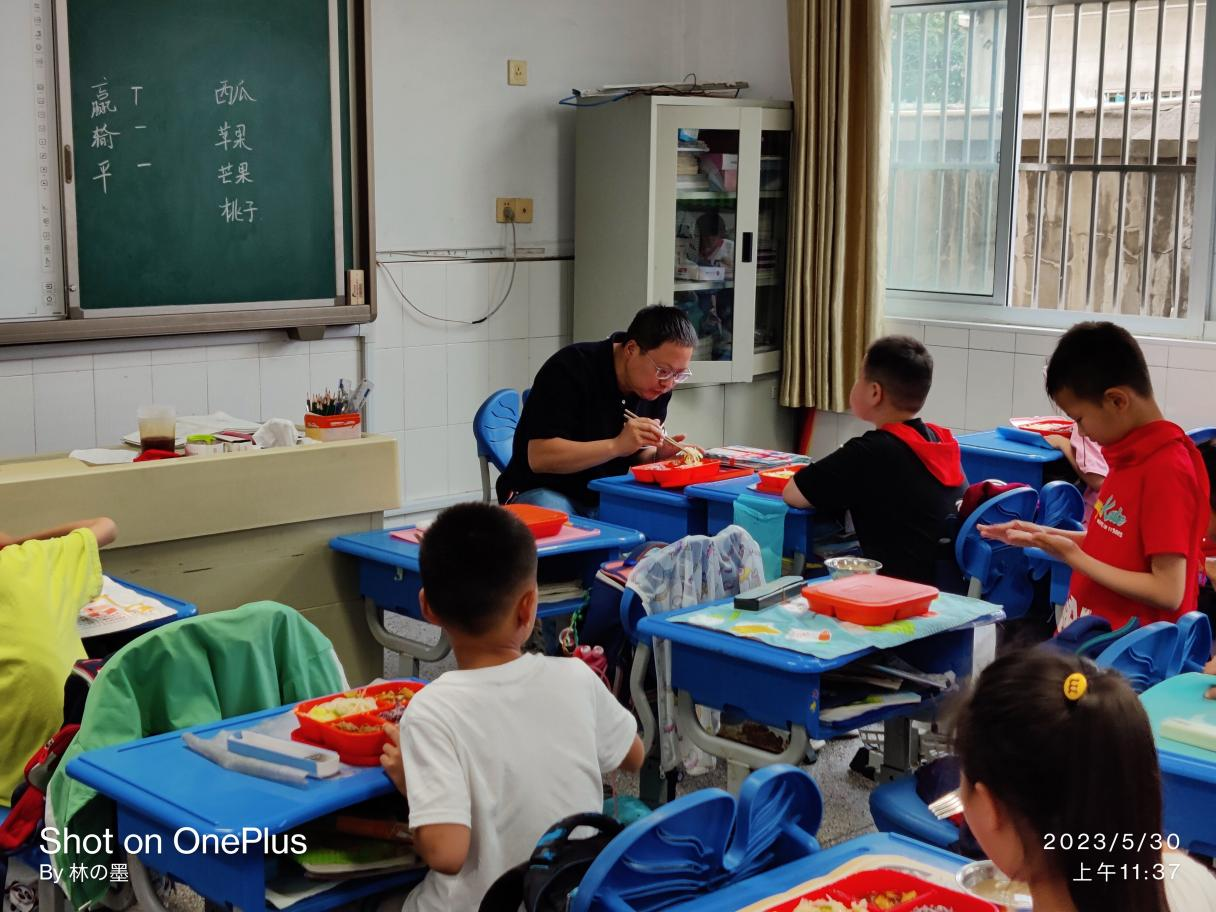 赢 T
椅 一
平 一
西瓜
苹果
芒果
桃子
Shot on OnePlus
By 林の墨
2023/5/30
上午11:37